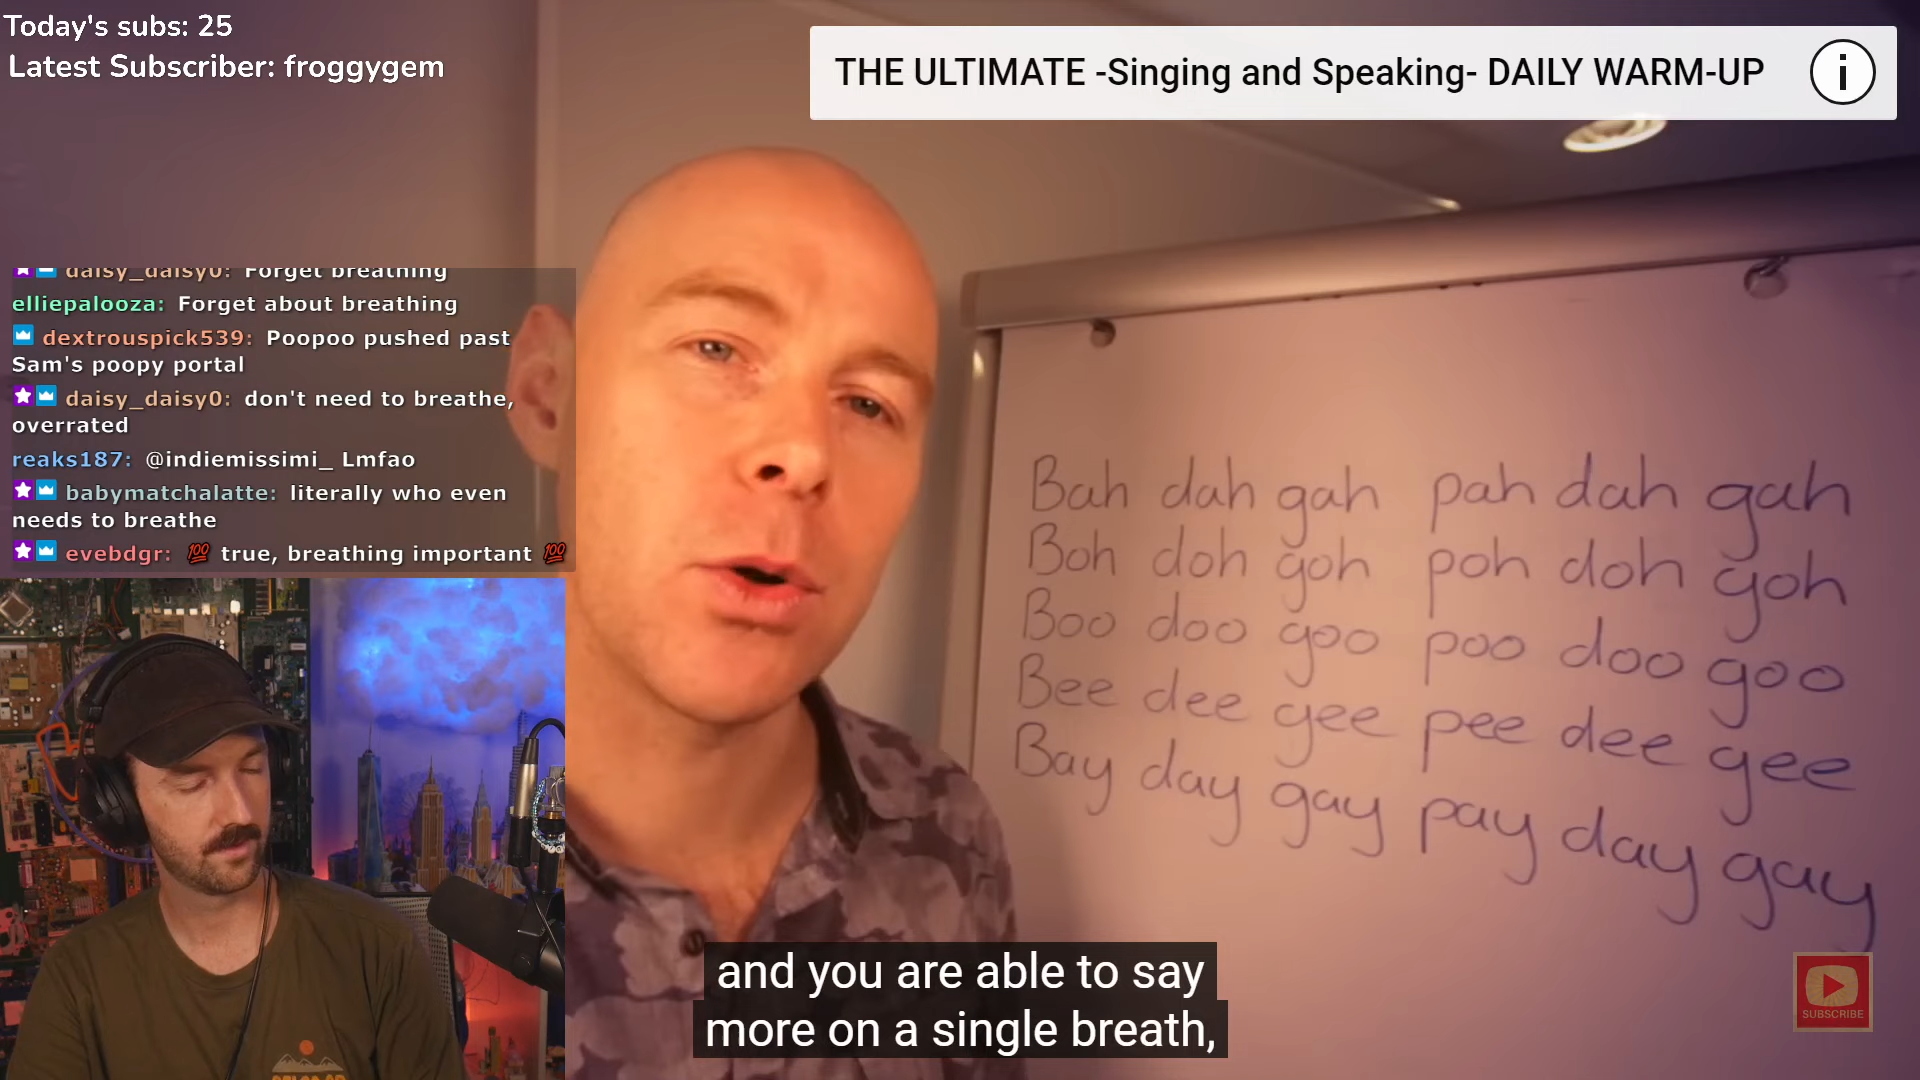 Today's subs: 25
Latest Subscriber: froggygem
THE ULTIMATE -Singing and Speaking- DAILY WARM-UP
i
daisy_daisy0: Forget breathing
elliepalooza: Forget about breathing
dextrouspick539: Poopoo pushed past
Sam's poopy portal
daisy_daisy0: don't need to breathe,
overrated
reaks187: @indiemissimi_ Lmfao
babymatchalatte: literally who even
needs to breathe
evebdgr: 💯 true, breathing important 💯
Bah dah gah pah dah gah
Boh doh goh poh doh goh
Boo doo goo poo doo goo
Bee dee gee pee dee gee
Bay day gay pay day gay
and you are able to say
more on a single breath,
SUBSCRIBE